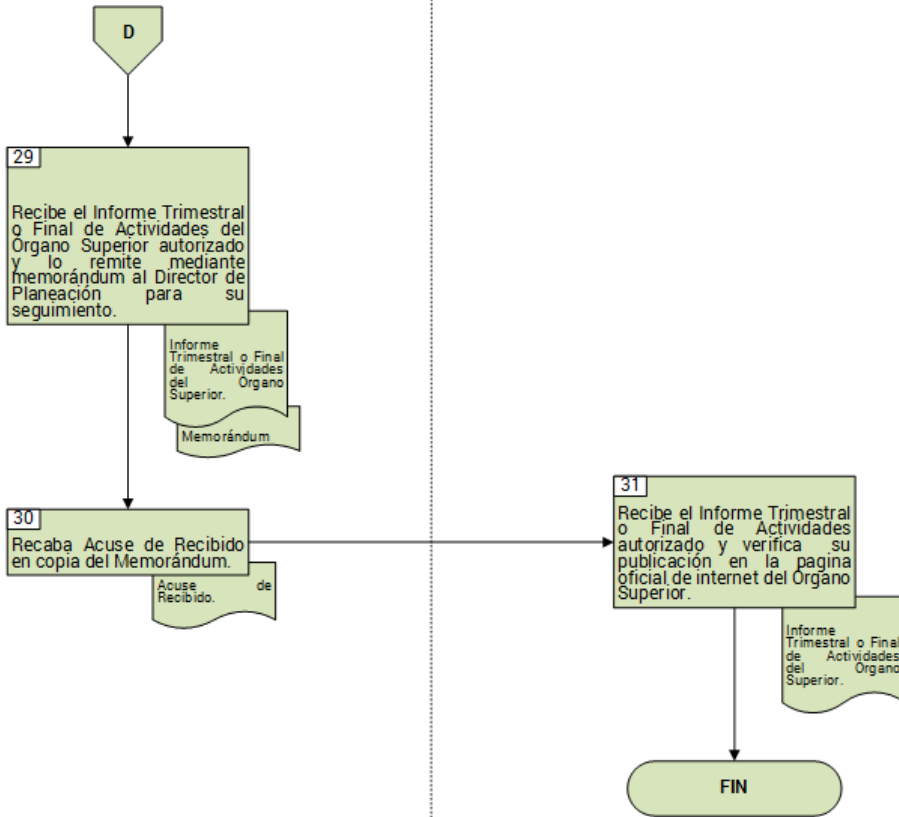 D
29
Recibe el Informe Trimestral
o Final de Actividades del
Órgano Superior autorizado
y lo remite mediante
memorándum al Director de
Planeación para su
seguimiento.
Informe
Trimestral o Final
de Actividades
del Órgano
Superior.
Memorándum
30
Recaba Acuse de Recibido
en copia del Memorándum.
Acuse de
Recibido.
31
Recibe el Informe Trimestral
o Final de Actividades
autorizado y verifica su
publicación en la pagina
oficial de internet del Órgano
Superior.
Informe
Trimestral o Final
de Actividades
del Órgano
Superior.
FIN